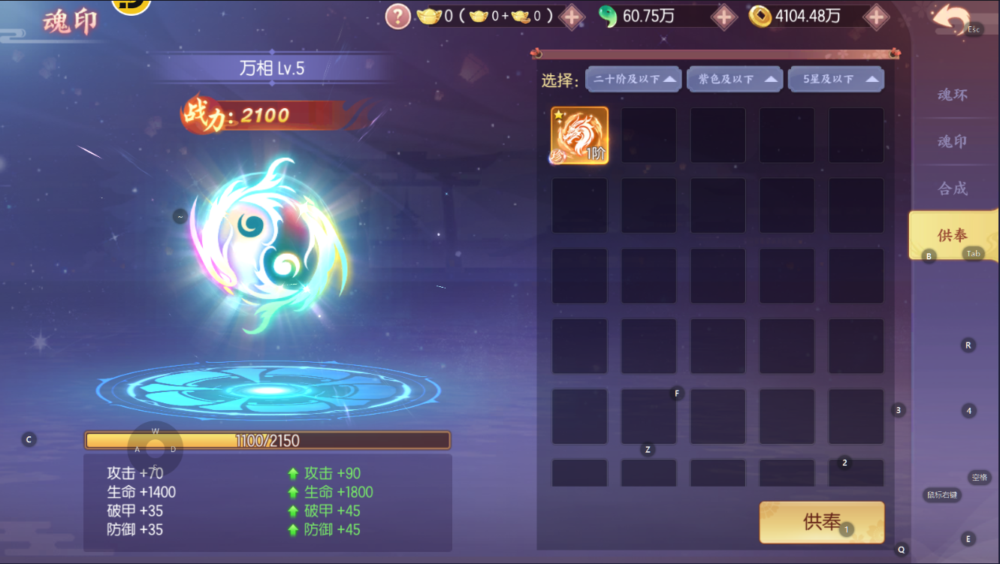 魂印
0 ( 0 + 0 )
60.75万
4104.48万
Esc
万相 Lv.5
战力: 2100
选择:
二十阶及以下
紫色及以下
5星及以下
珍
1阶
魂环
魂印
合成
供奉
B
Tab
~
R
F
3
4
C
W
A
D
S
1100/2150
Z
2
空格
鼠标右键
攻击 +70
攻击 +90
生命 +1400
生命 +1800
破甲 +35
破甲 +45
防御 +35
防御 +45
供奉
1
E
Q